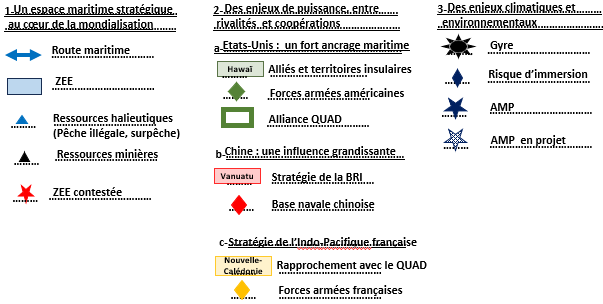 1-Un espace maritime stratégique
au cœur de la mondialisation
Route maritime
ZEE
Ressources halieutiques
(Pêche illégale, surpêche)
Ressources minières
ZEE contestée
2-Des enjeux de puissance, entre
rivalités et coopérations
a-Etats-Unis : un fort ancrage maritime
Hawaï
Alliés et territoires insulaires
Forces armées américaines
Alliance QUAD
b-Chine : une influence grandissante
Vanuatu
Stratégie de la BRI
Base navale chinoise
c-Stratégie de l'Indo-Pacifique française
Nouvelle-
Calédonie
Rapprochement avec le QUAD
Forces armées françaises
3-Des enjeux climatiques et
environnementaux
Gyre
Risque d'immersion
AMP
AMP en projet